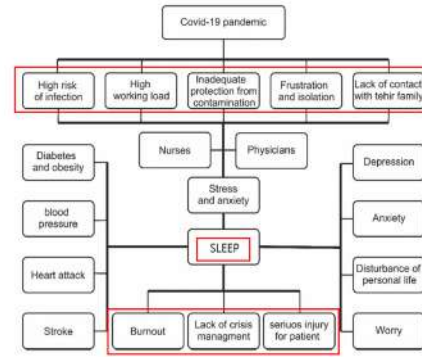 Covid-19 pandemic
High risk
of infection
High
working load
Inadequate
protection from
contamination
Frustration
and isolation
Lack of contact
with tehir family
Nurses
Physicians
Diabetes
and obesity
Depression
Stress
and anxiety
blood
pressure
Anxiety
SLEEP
Heart attack
Disturbance of
personal life
Stroke
Burnout
Lack of crisis
managment
seriuos injury
for patient
Worry